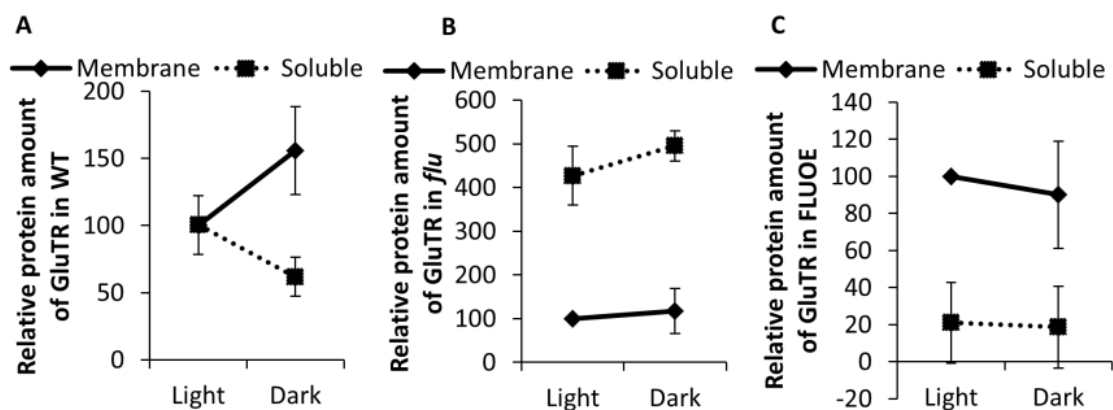 A
Membrane Soluble
Relative protein amount
of GluTR in WT
200
150
100
50
0
Light Dark
B
Membrane Soluble
Relative protein amount
of GluTR in flu
600
500
400
300
200
100
0
Light Dark
C
Membrane Soluble
Relative protein amount
of GluTR in FLUOE
140
120
100
80
60
40
20
0
-20
Light Dark